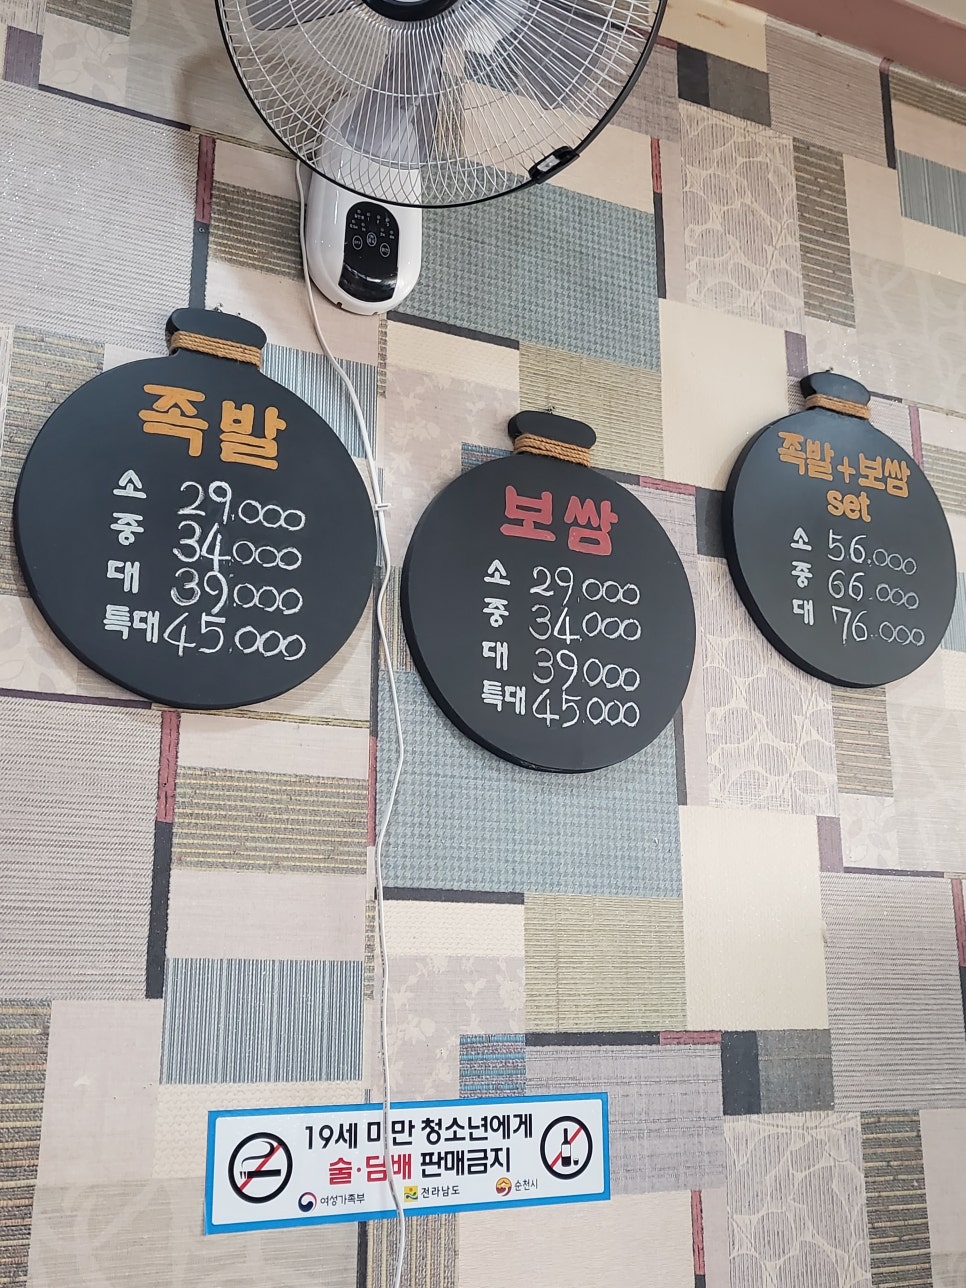 족발
소 29.000
중 34.000
대 39.000
특대 45.000
보쌈
소 29.000
중 34.000
대 39.000
특대 45.000
족발+보쌈
set
소 56.000
중 66.000
대 76.000
19세 미만 청소년에게
술·담배 판매금지
여성가족부 전라남도 순천시